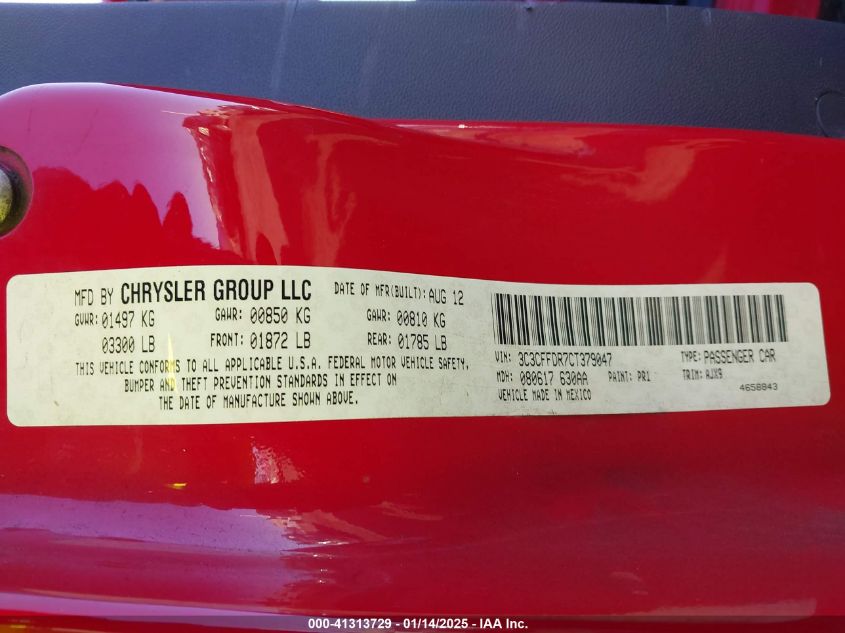 MFD BY CHRYSLER GROUP LLC DATE OF MFR(BUILT): AUG 12
GVWR: 01497 KG GAWR: 00850 KG GAWR: 00810 KG
03300 LB FRONT: 01872 LB REAR: 01785 LB
THIS VEHICLE CONFORMS TO ALL APPLICABLE U.S.A. FEDERAL MOTOR VEHICLE SAFETY,
BUMPER AND THEFT PREVENTION STANDARDS IN EFFECT ON
THE DATE OF MANUFACTURE SHOWN ABOVE.
VIN: 3C3CFFDR7CT379047 TYPE: PASSENGER CAR
MDH: 080617 630AA PAINT: PR1 TRIM: AJX9
VEHICLE MADE IN MEXICO 4658843
000-41313729 - 01/14/2025 - IAA Inc.